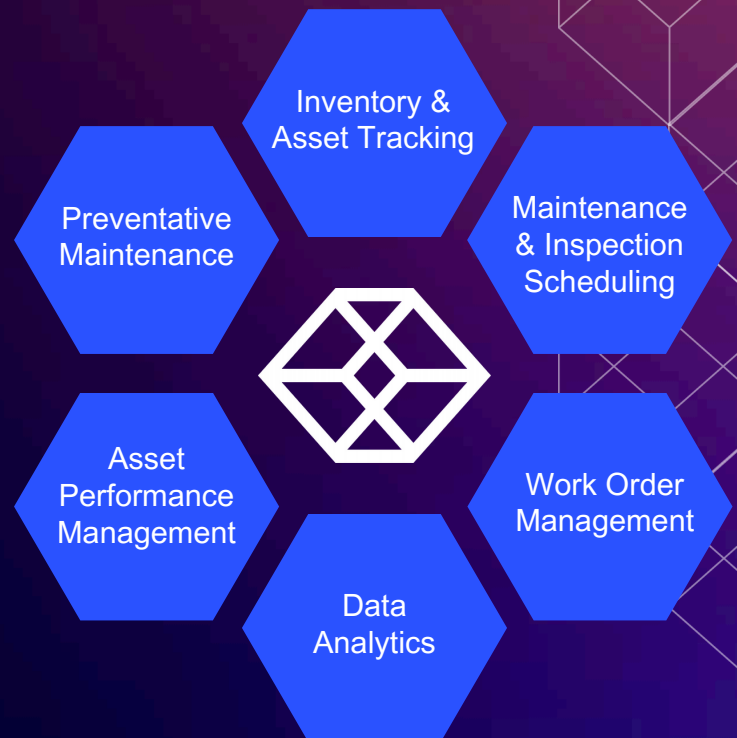 Inventory &
Asset Tracking
Preventative
Maintenance
Maintenance
& Inspection
Scheduling
Asset
Performance
Management
Work Order
Management
Data
Analytics